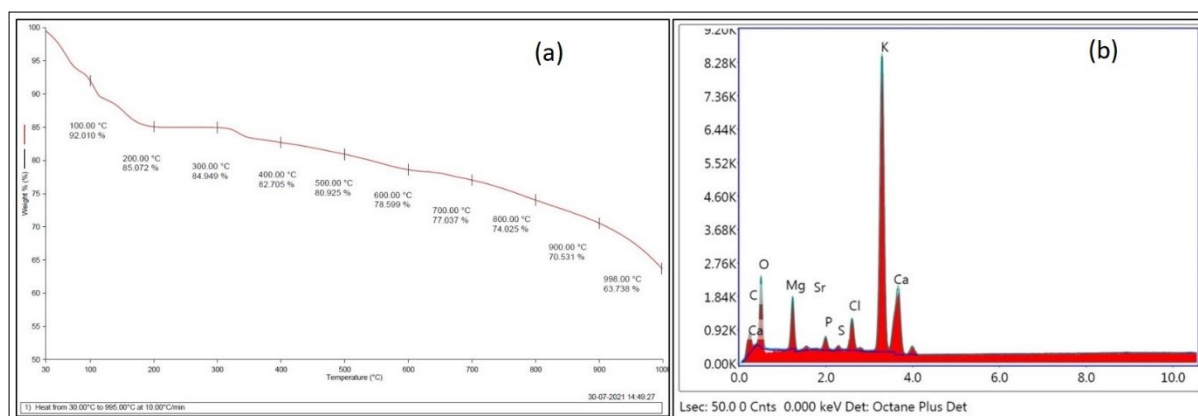 (a)
100
95
90
85
80
75
70
65
60
55
50
Weight % (%)
100.00 °C
92.010 %
200.00 °C
85.072 %
300.00 °C
84.949 %
400.00 °C
82.705 %
500.00 °C
80.925 %
600.00 °C
78.599 %
700.00 °C
77.037 %
800.00 °C
74.025 %
900.00 °C
70.531 %
998.00 °C
63.738 %
30 100 200 300 400 500 600 700 800 900 1000
Temperature (°C)
30-07-2021 14:49:27
1) Heat from 30.00°C to 995.00°C at 10.00°C/min
(b)
9.20K
8.28K
7.36K
6.44K
5.52K
4.60K
3.68K
2.76K
1.84K
0.92K
0.00K
K
O
C
Ca
Mg
Sr
P
S
Cl
Ca
0.0 2.0 4.0 6.0 8.0 10.0
Lsec: 50.0 0 Cnts 0.000 keV Det: Octane Plus Det